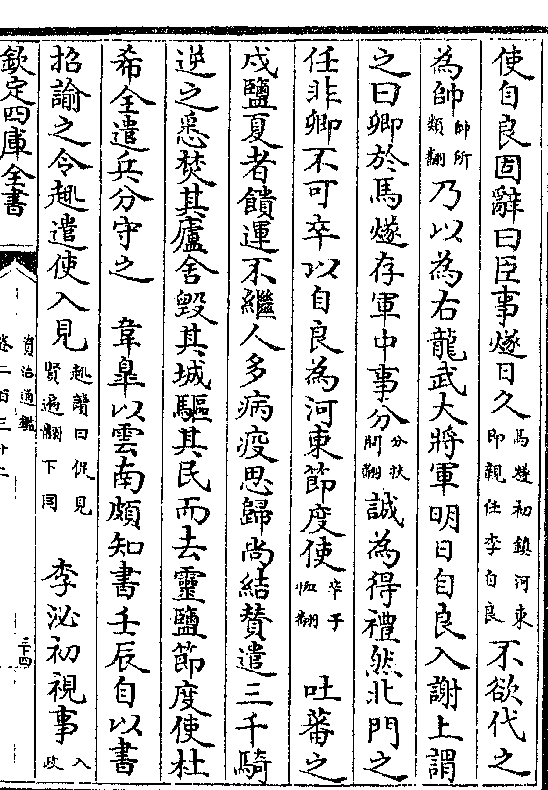 使自良固辭曰臣事燧日久馬燧初鎮河東即親任李自良不欲代之
為帥帥所類翻乃以為右龍武大將軍明日自良入謝上謂
之曰卿於馬燧存軍中事分分扶問翻誠為得禮然北門之
任非卿不可卒以自良為河東節度使卒子恤翻 吐蕃之
戍鹽夏者饋運不繼人多病疫思歸尚結贊遣三千騎
逆之悉焚其廬舍毀其城驅其民而去靈鹽節度使杜
希全遣兵分守之 韋臯以雲南頗知書壬辰自以書
招諭之令趣遣使入見趣讀曰促見賢遍翻下同 李泌初視事入政
欽定四庫全書
資治通鑑
卷二百三十二
二十四